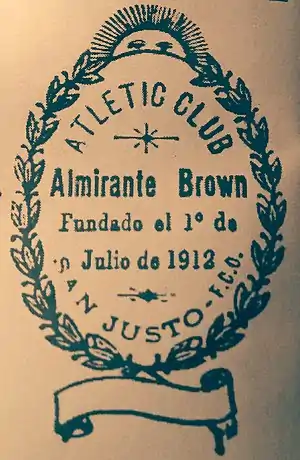 ATLETIC CLUB
Almirante Brown
Fundado el 1º de
Julio de 1912
SAN JUSTO - F.C.O.